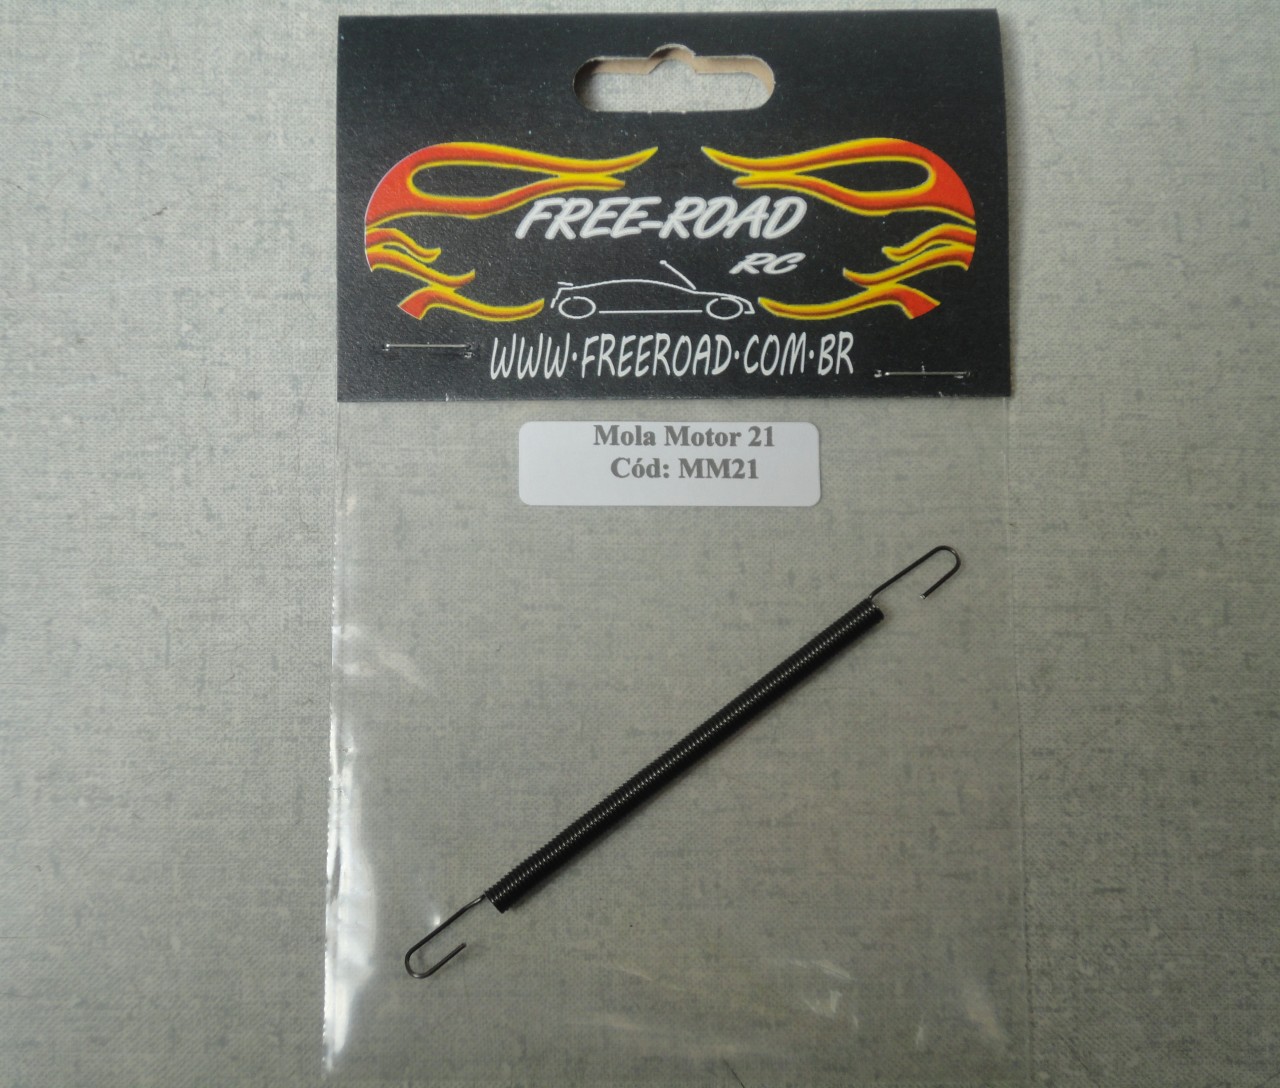 FREE-ROAD
RC
WWW.FREEROAD.COM.BR
Mola Motor 21
Cód: MM21